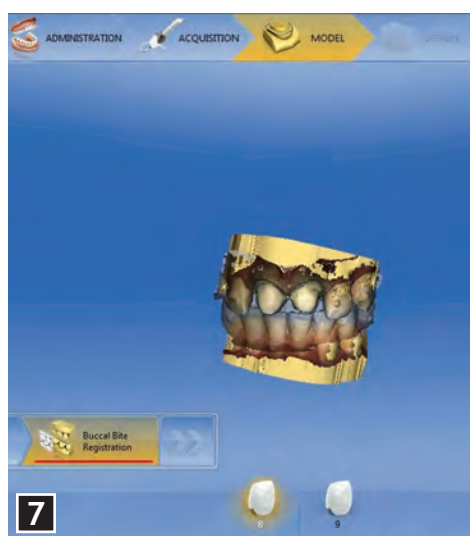 ADMINISTRATION ACQUISITION MODEL
Buccal Bite
Registration
8 9
7